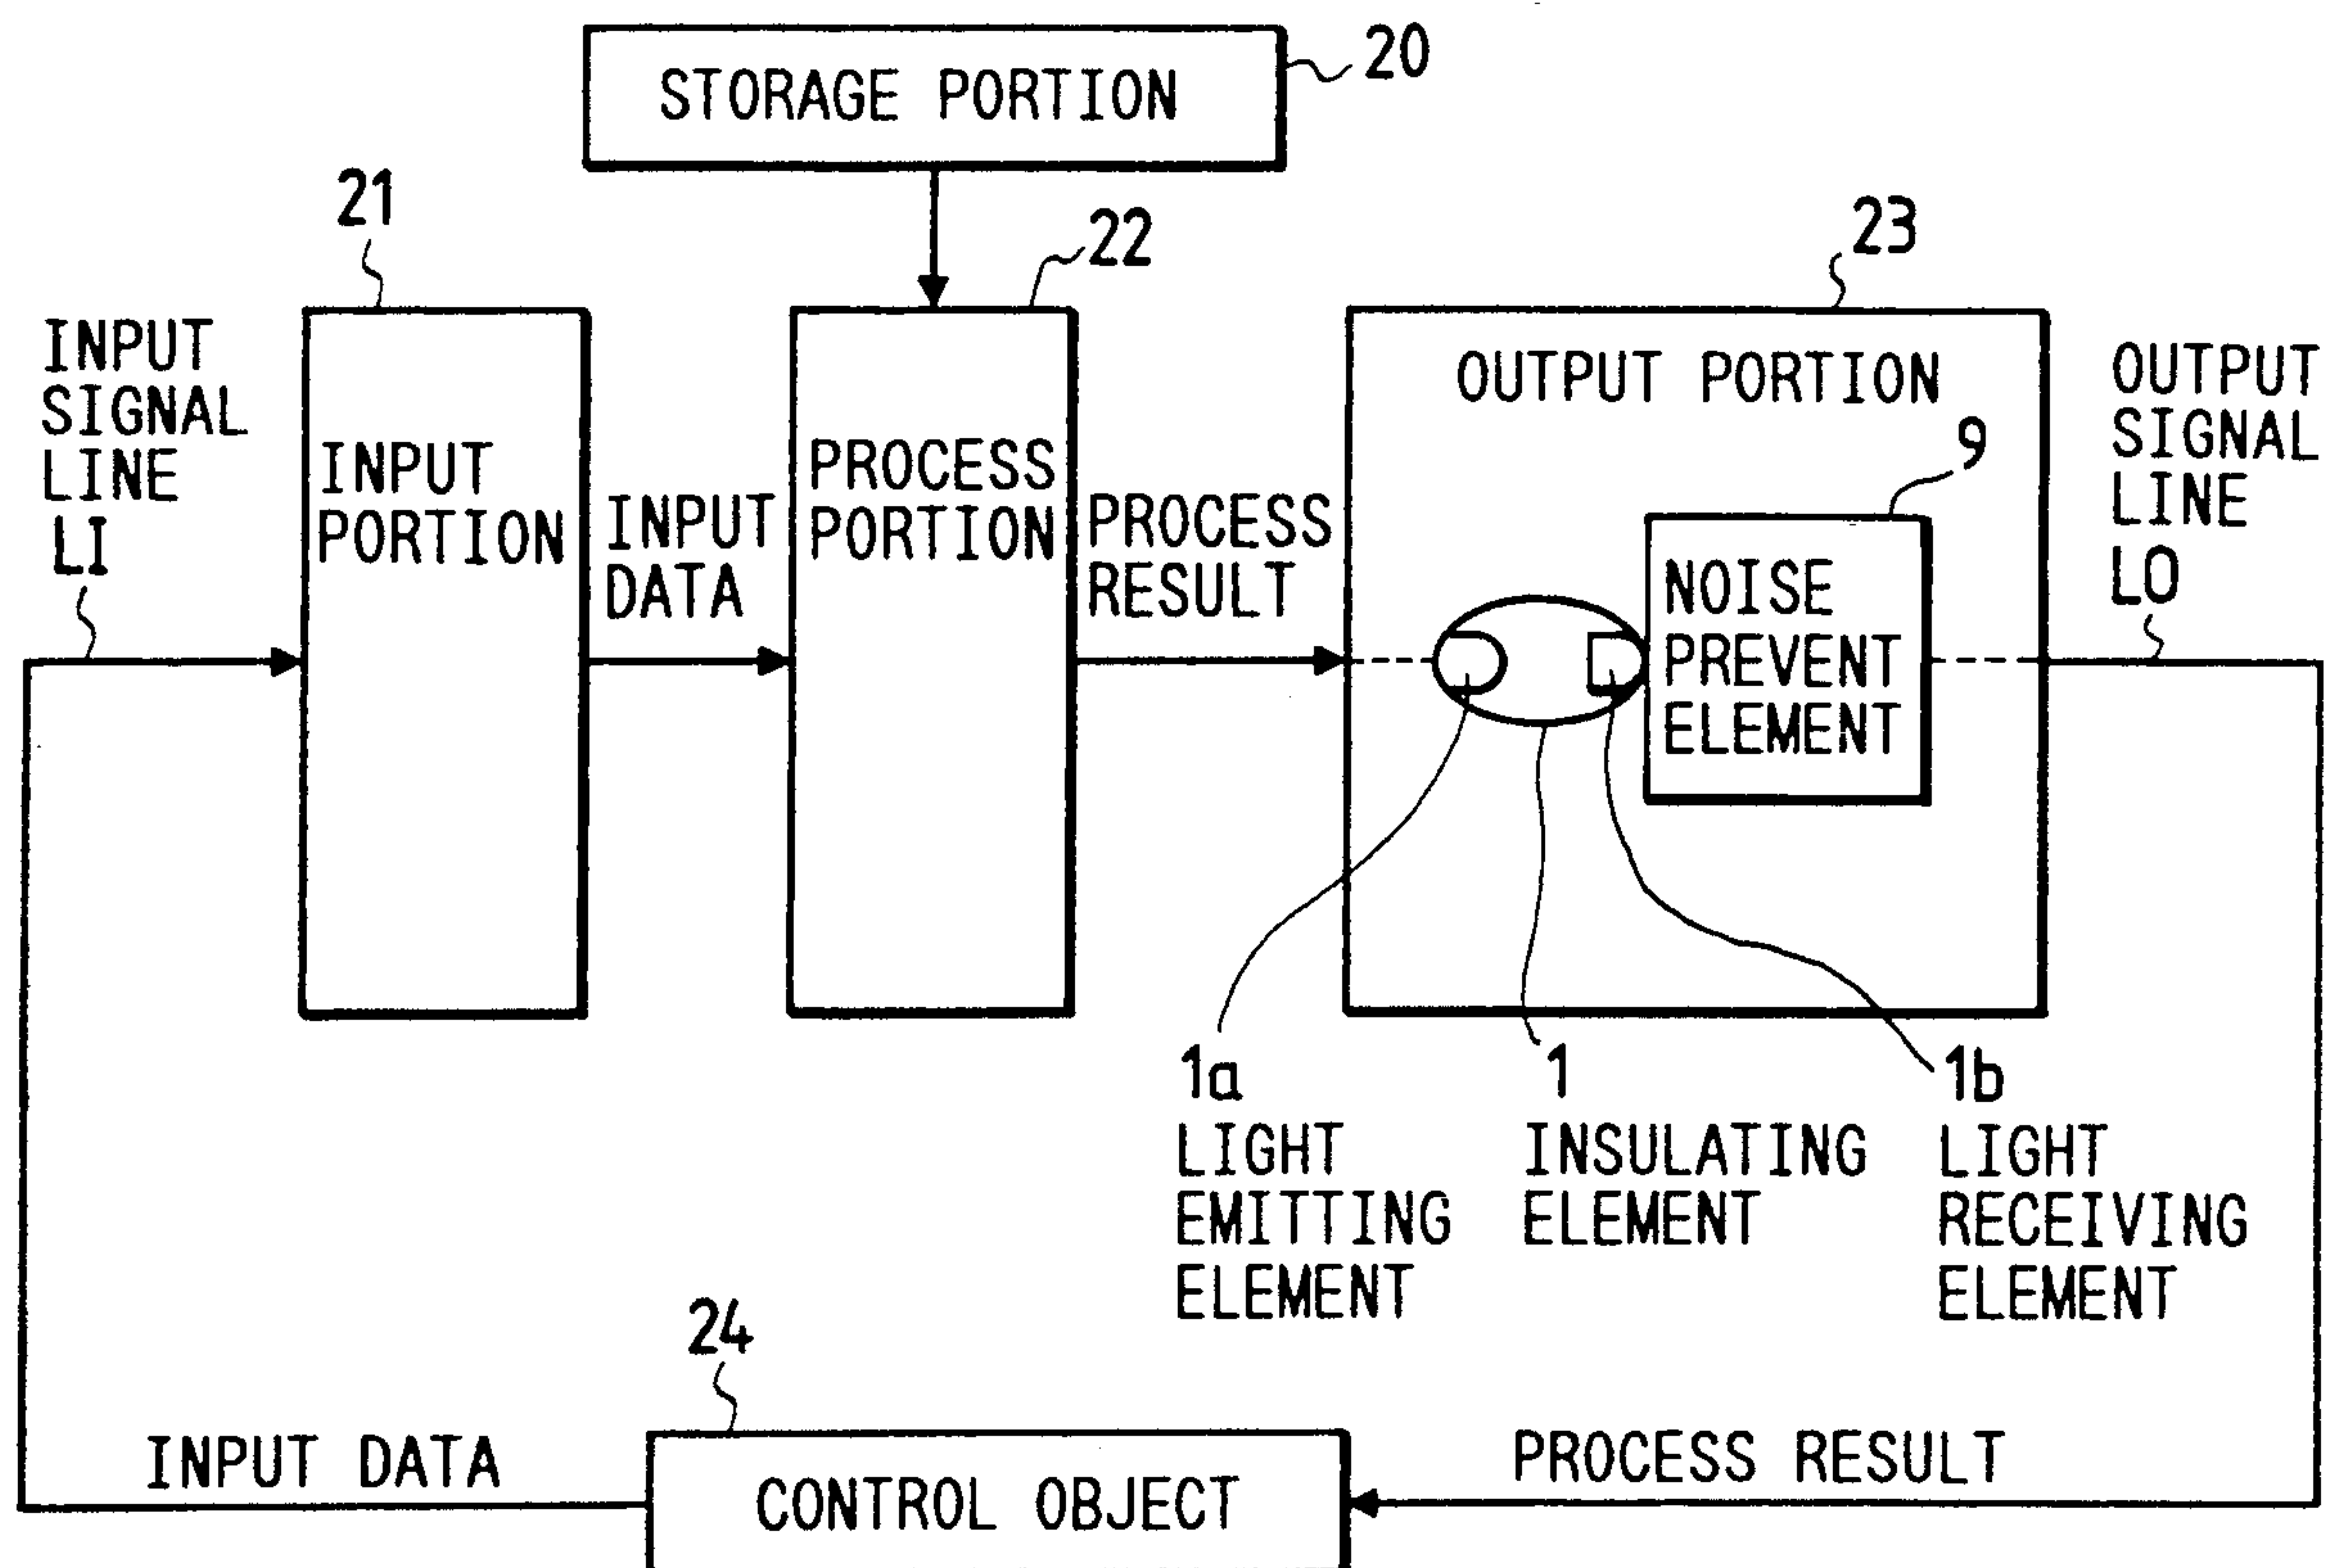 STORAGE PORTION
20
21
22
23
INPUT
SIGNAL
LINE
LI
INPUT
PORTION
INPUT
DATA
PROCESS
PORTION
PROCESS
RESULT
OUTPUT PORTION
9
NOISE
PREVENT
ELEMENT
OUTPUT
SIGNAL
LINE
LO
1a
LIGHT
EMITTING
ELEMENT
1
INSULATING
ELEMENT
1b
LIGHT
RECEIVING
ELEMENT
24
INPUT DATA
CONTROL OBJECT
PROCESS RESULT